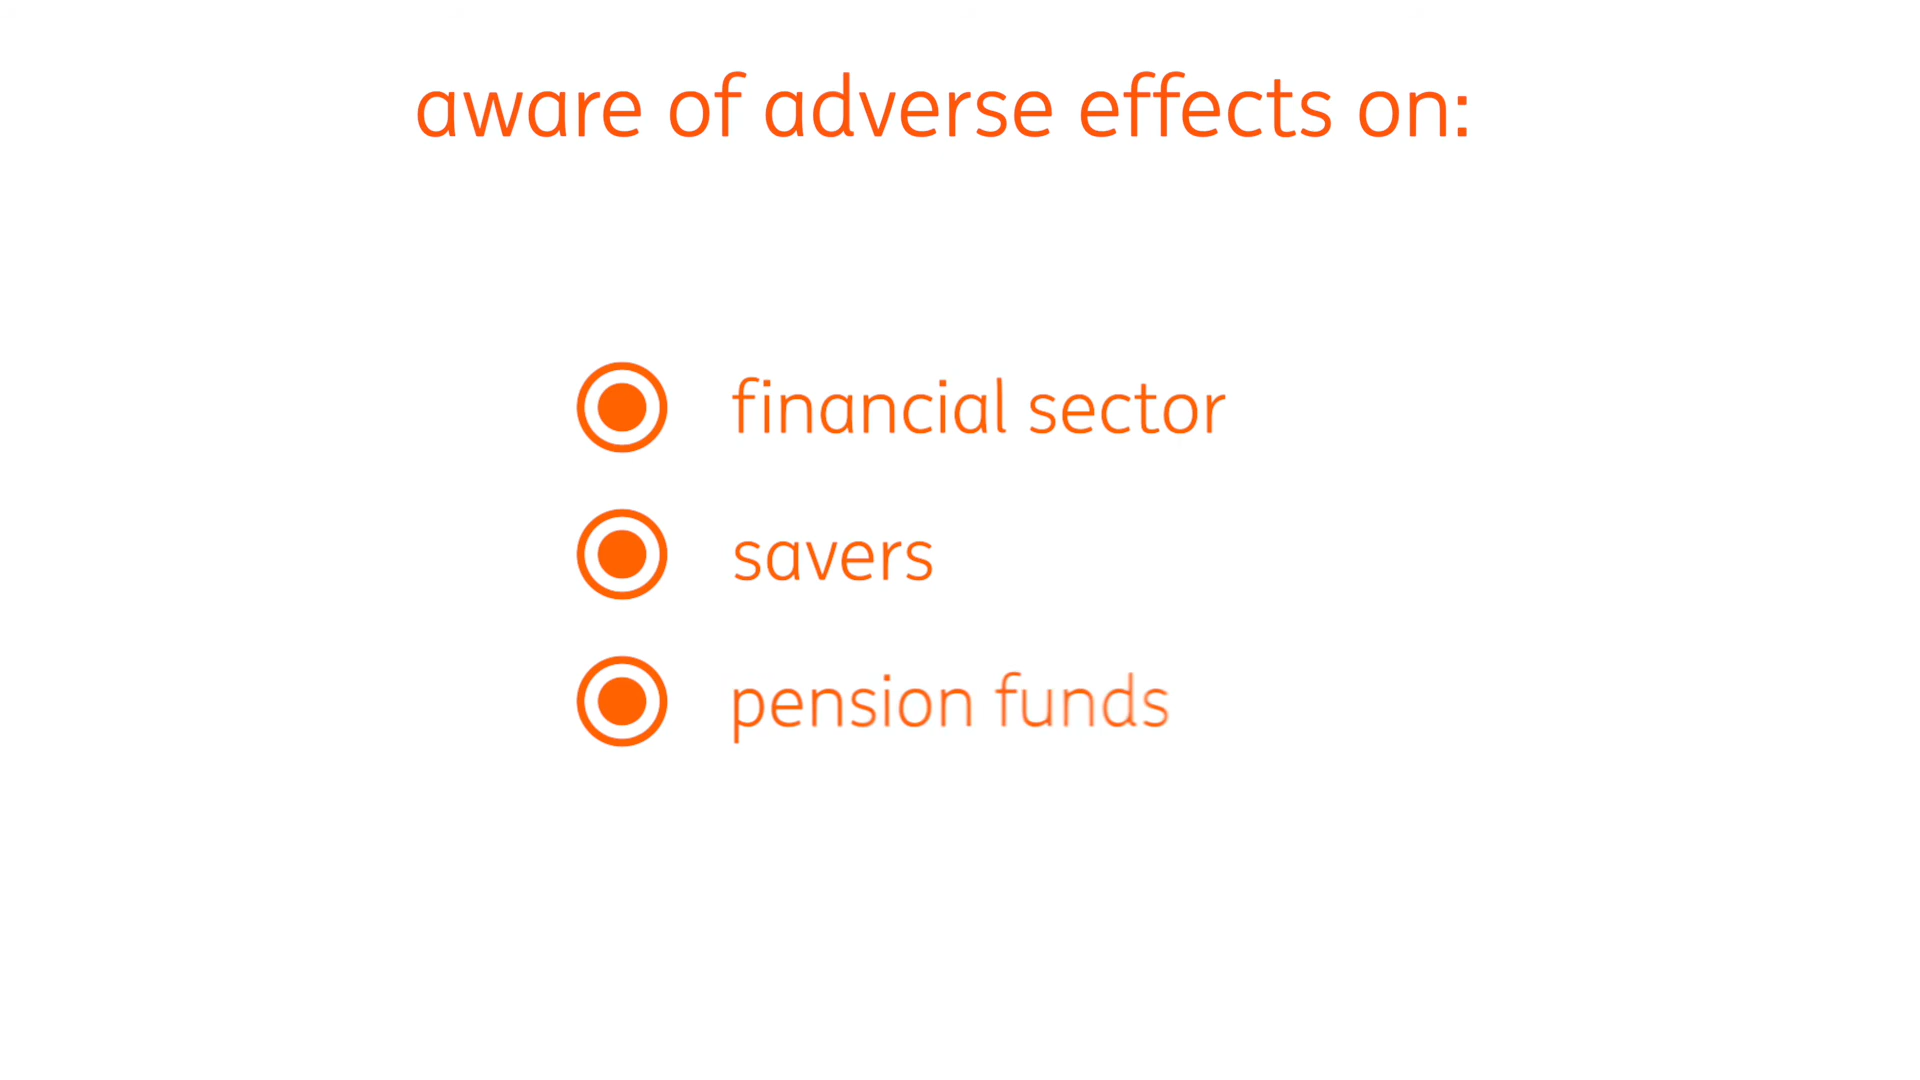 aware of adverse effects on:
financial sector
savers
pension funds